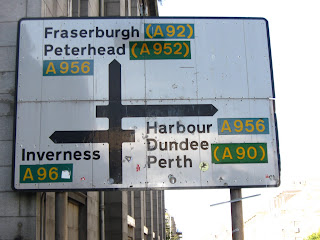 Fraserburgh (A92)
Peterhead (A952)
A956
Harbour A956
Dundee
Perth (A90)
Inverness
A96